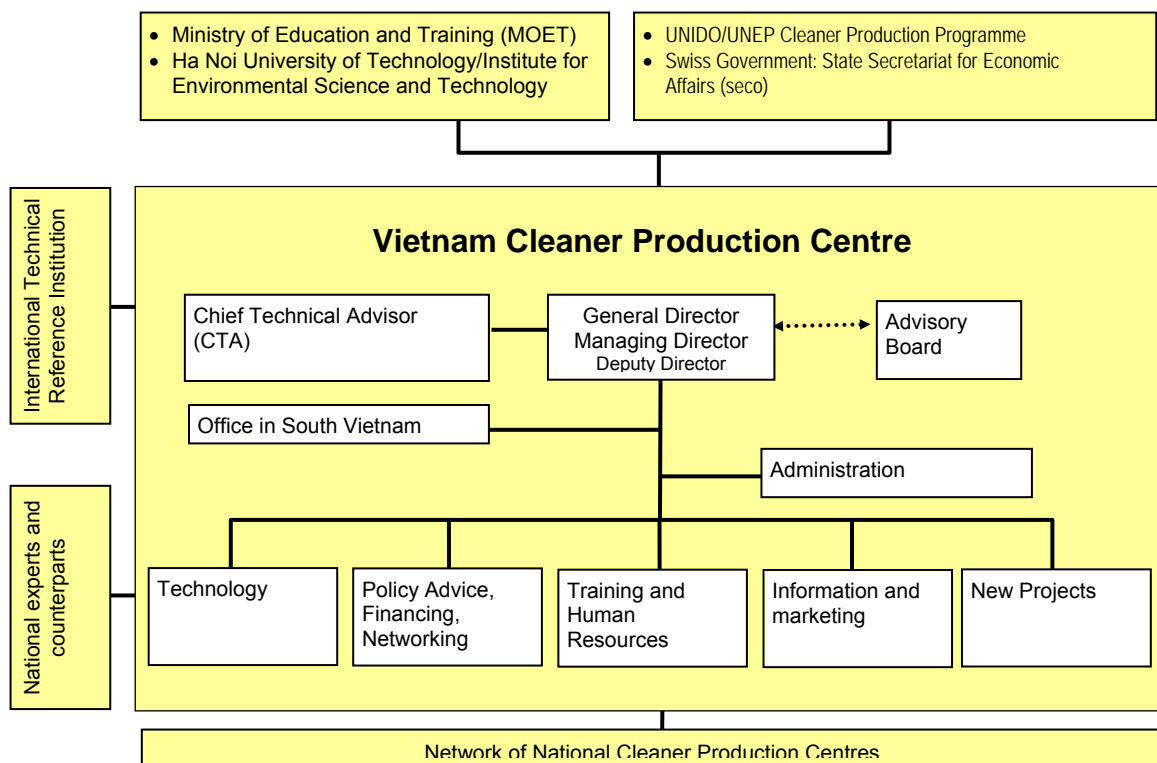 • Ministry of Education and Training (MOET)
• Ha Noi University of Technology/Institute for
Environmental Science and Technology
• UNIDO/UNEP Cleaner Production Programme
• Swiss Government: State Secretariat for Economic
Affairs (seco)
International Technical
Reference Institution
Vietnam Cleaner Production Centre
Chief Technical Advisor
(CTA)
General Director
Managing Director
Deputy Director
Advisory
Board
Office in South Vietnam
Administration
National experts and
counterparts
Technology
Policy Advice,
Financing,
Networking
Training and
Human
Resources
Information and
marketing
New Projects
Network of National Cleaner Production Centres